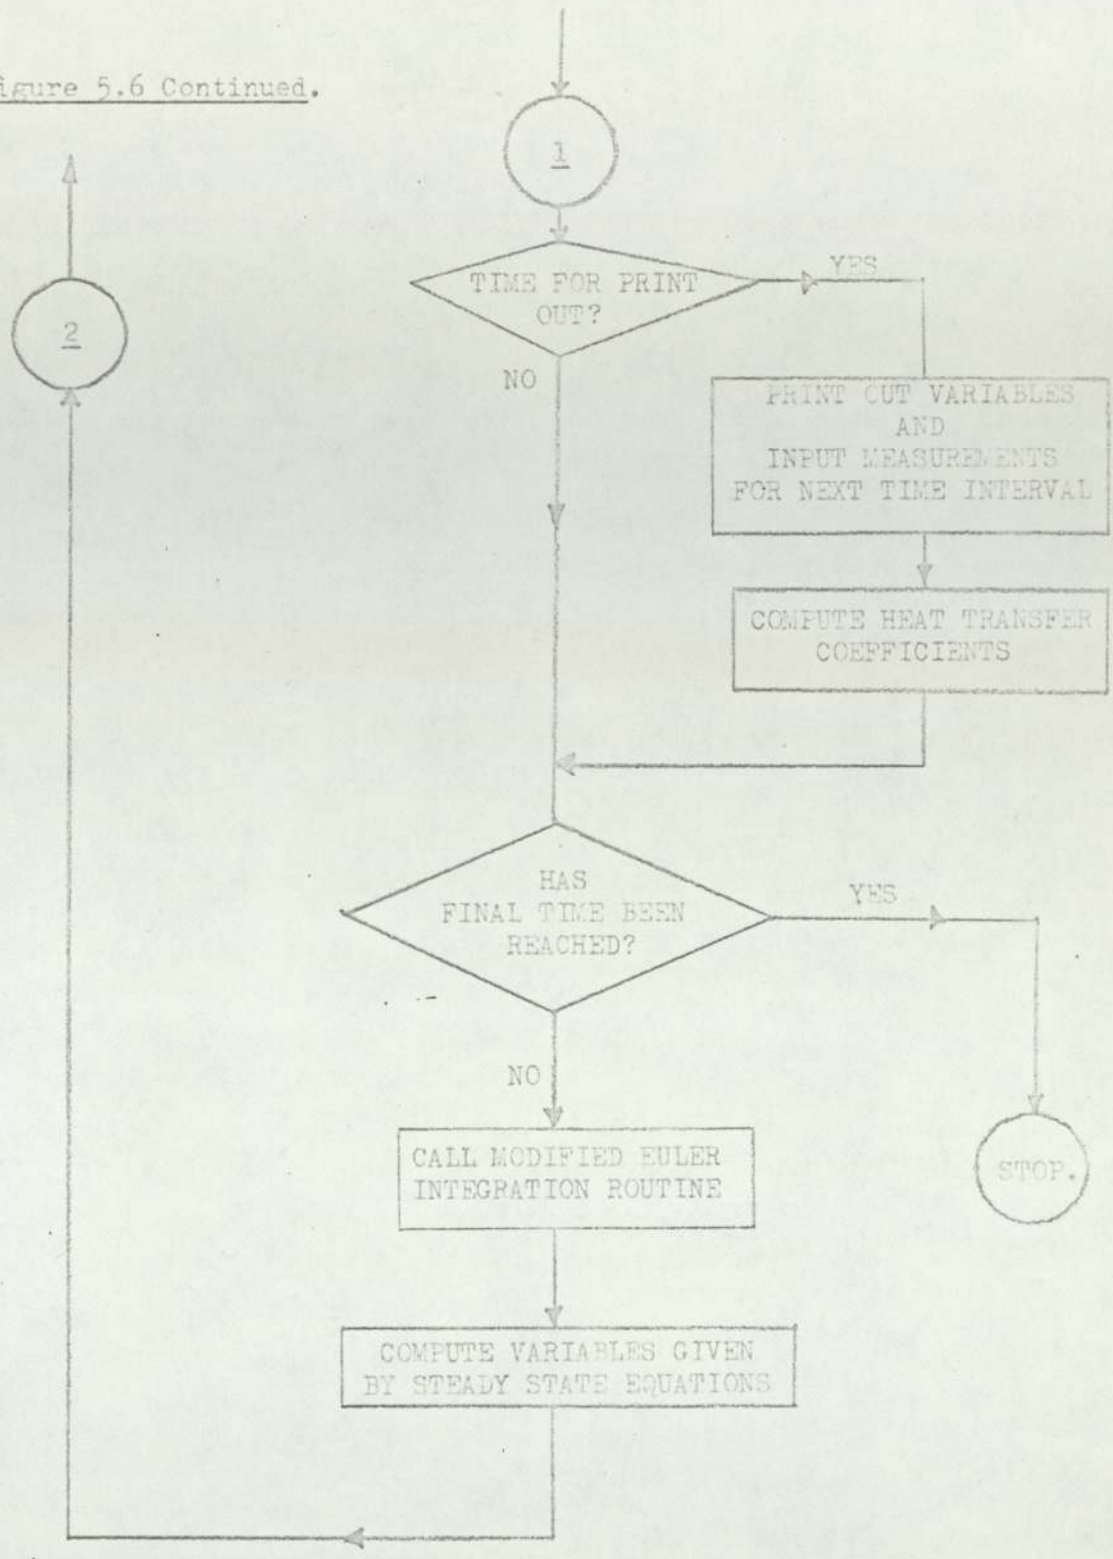 igure 5.6 Continued.
1
2
TIME FOR PRINT
OUT?
YES
NO
PRINT OUT VARIABLES
AND
INPUT MEASUREMENTS
FOR NEXT TIME INTERVAL
COMPUTE HEAT TRANSFER
COEFFICIENTS
HAS
FINAL TIME BEEN
REACHED?
YES
NO
STOP.
CALL MODIFIED EULER
INTEGRATION ROUTINE
COMPUTE VARIABLES GIVEN
BY STEADY STATE EQUATIONS